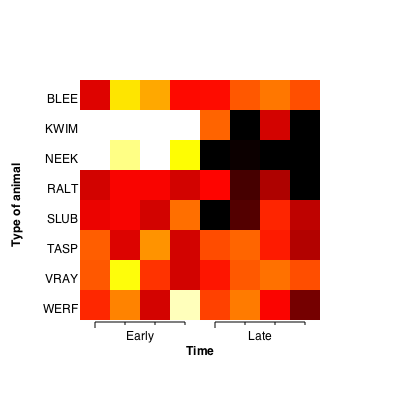 BLEE
KWIM
NEEK
RALT
SLUB
TASP
VRAY
WERF
Type of animal
Early Late
Time